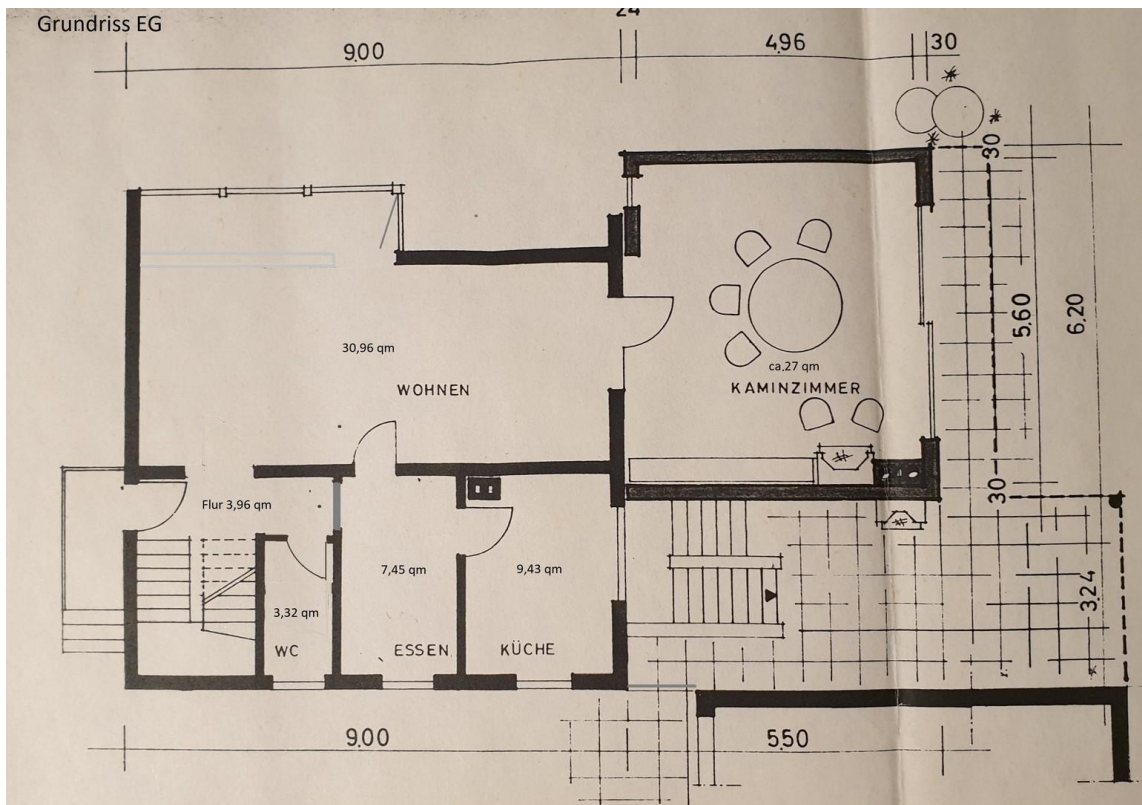 Grundriss EG
24
9.00
4,96
30
30
5.60
6,20
30,96 qm
WOHNEN
ca.27 qm
KAMINZIMMER
Flur 3,96 qm
30
7,45 qm
9,43 qm
3,24
3,32 qm
WC
ESSEN
KÜCHE
9.00
5.50